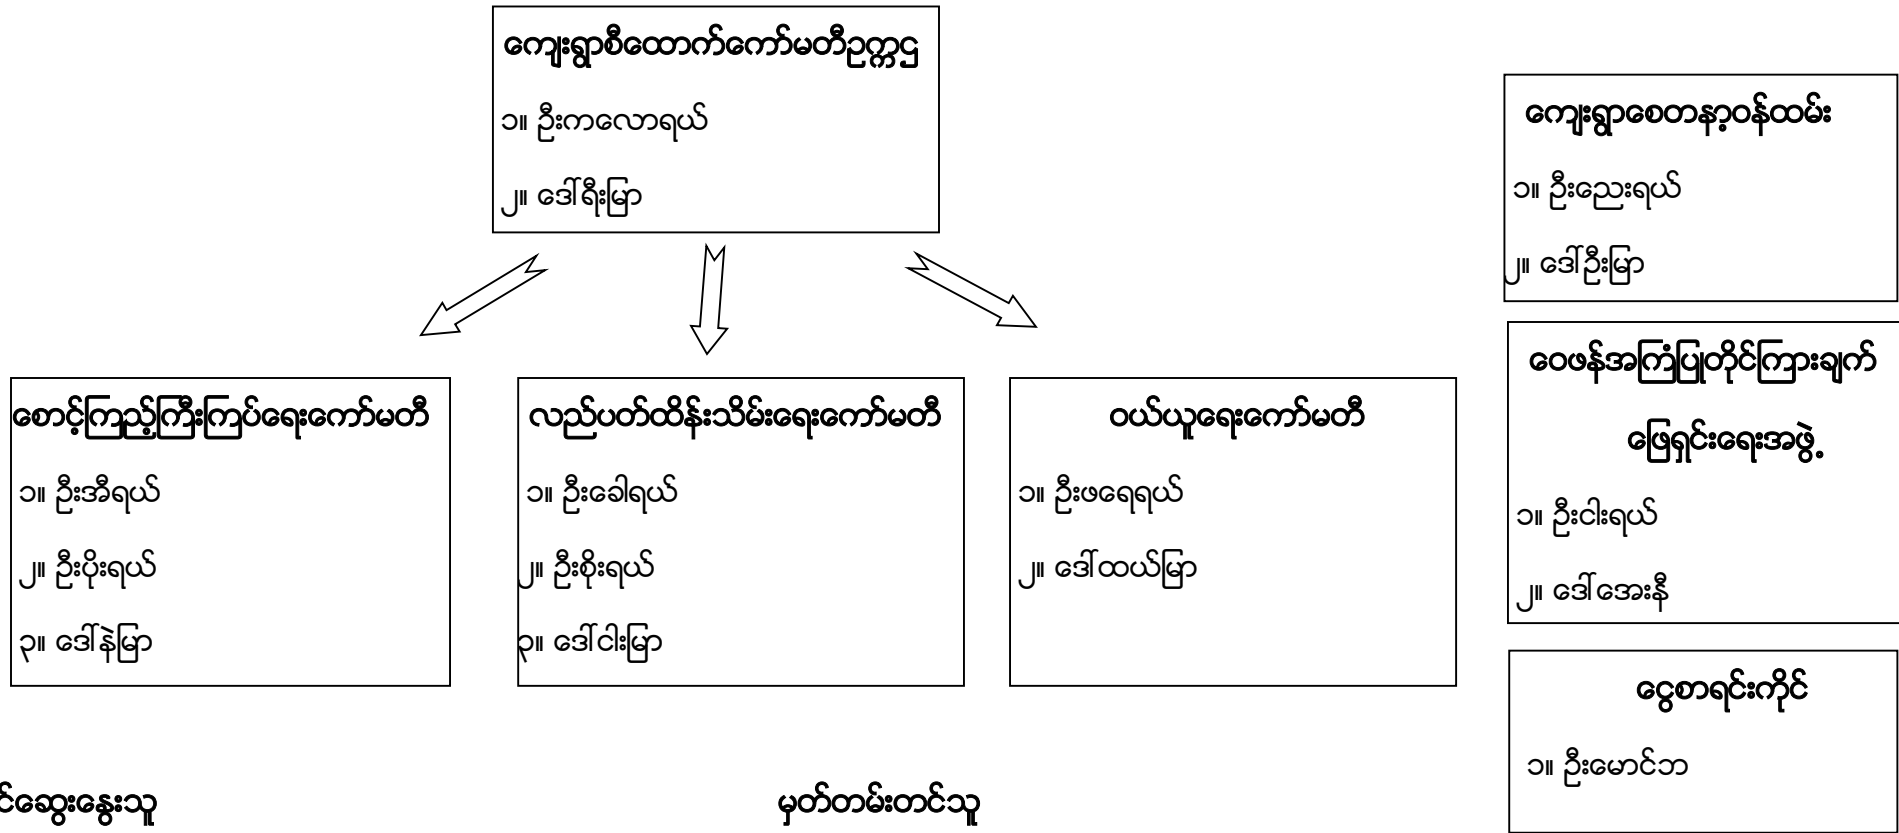 ကျေးရွာစီထောက်ကော်မတီဥက္ကဌ
၁။ ဦးကလောရယ်
၂။ ဒေါ်ရီးမြာ
ကျေးရွာစေတနာ့ဝန်ထမ်း
၁။ ဦးညေးရယ်
၂။ ဒေါ်ဦးမြာ
စောင့်ကြည့်ကြီးကြပ်ရေးကော်မတီ
၁။ ဦးအီရယ်
၂။ ဦးပိုးရယ်
၃။ ဒေါ်နဲမြာ
လည်ပတ်ထိန်းသိမ်းရေးကော်မတီ
၁။ ဦးခေါရယ်
၂။ ဦးစိုးရယ်
၃။ ဒေါ်ငါးမြာ
ဝယ်ယူရေးကော်မတီ
၁။ ဦးဖရေရယ်
၂။ ဒေါ်ထယ်မြာ
ဝေဖန်အကြံပြုတိုင်ကြားချက်
ဖြေရှင်းရေးအဖွဲ့
၁။ ဦးငါးရယ်
၂။ ဒေါ်အေးနီ
ငွေစာရင်းကိုင်
၁။ ဦးမောင်ဘ
ဆွေးနွေးသူ
မှတ်တမ်းတင်သူ